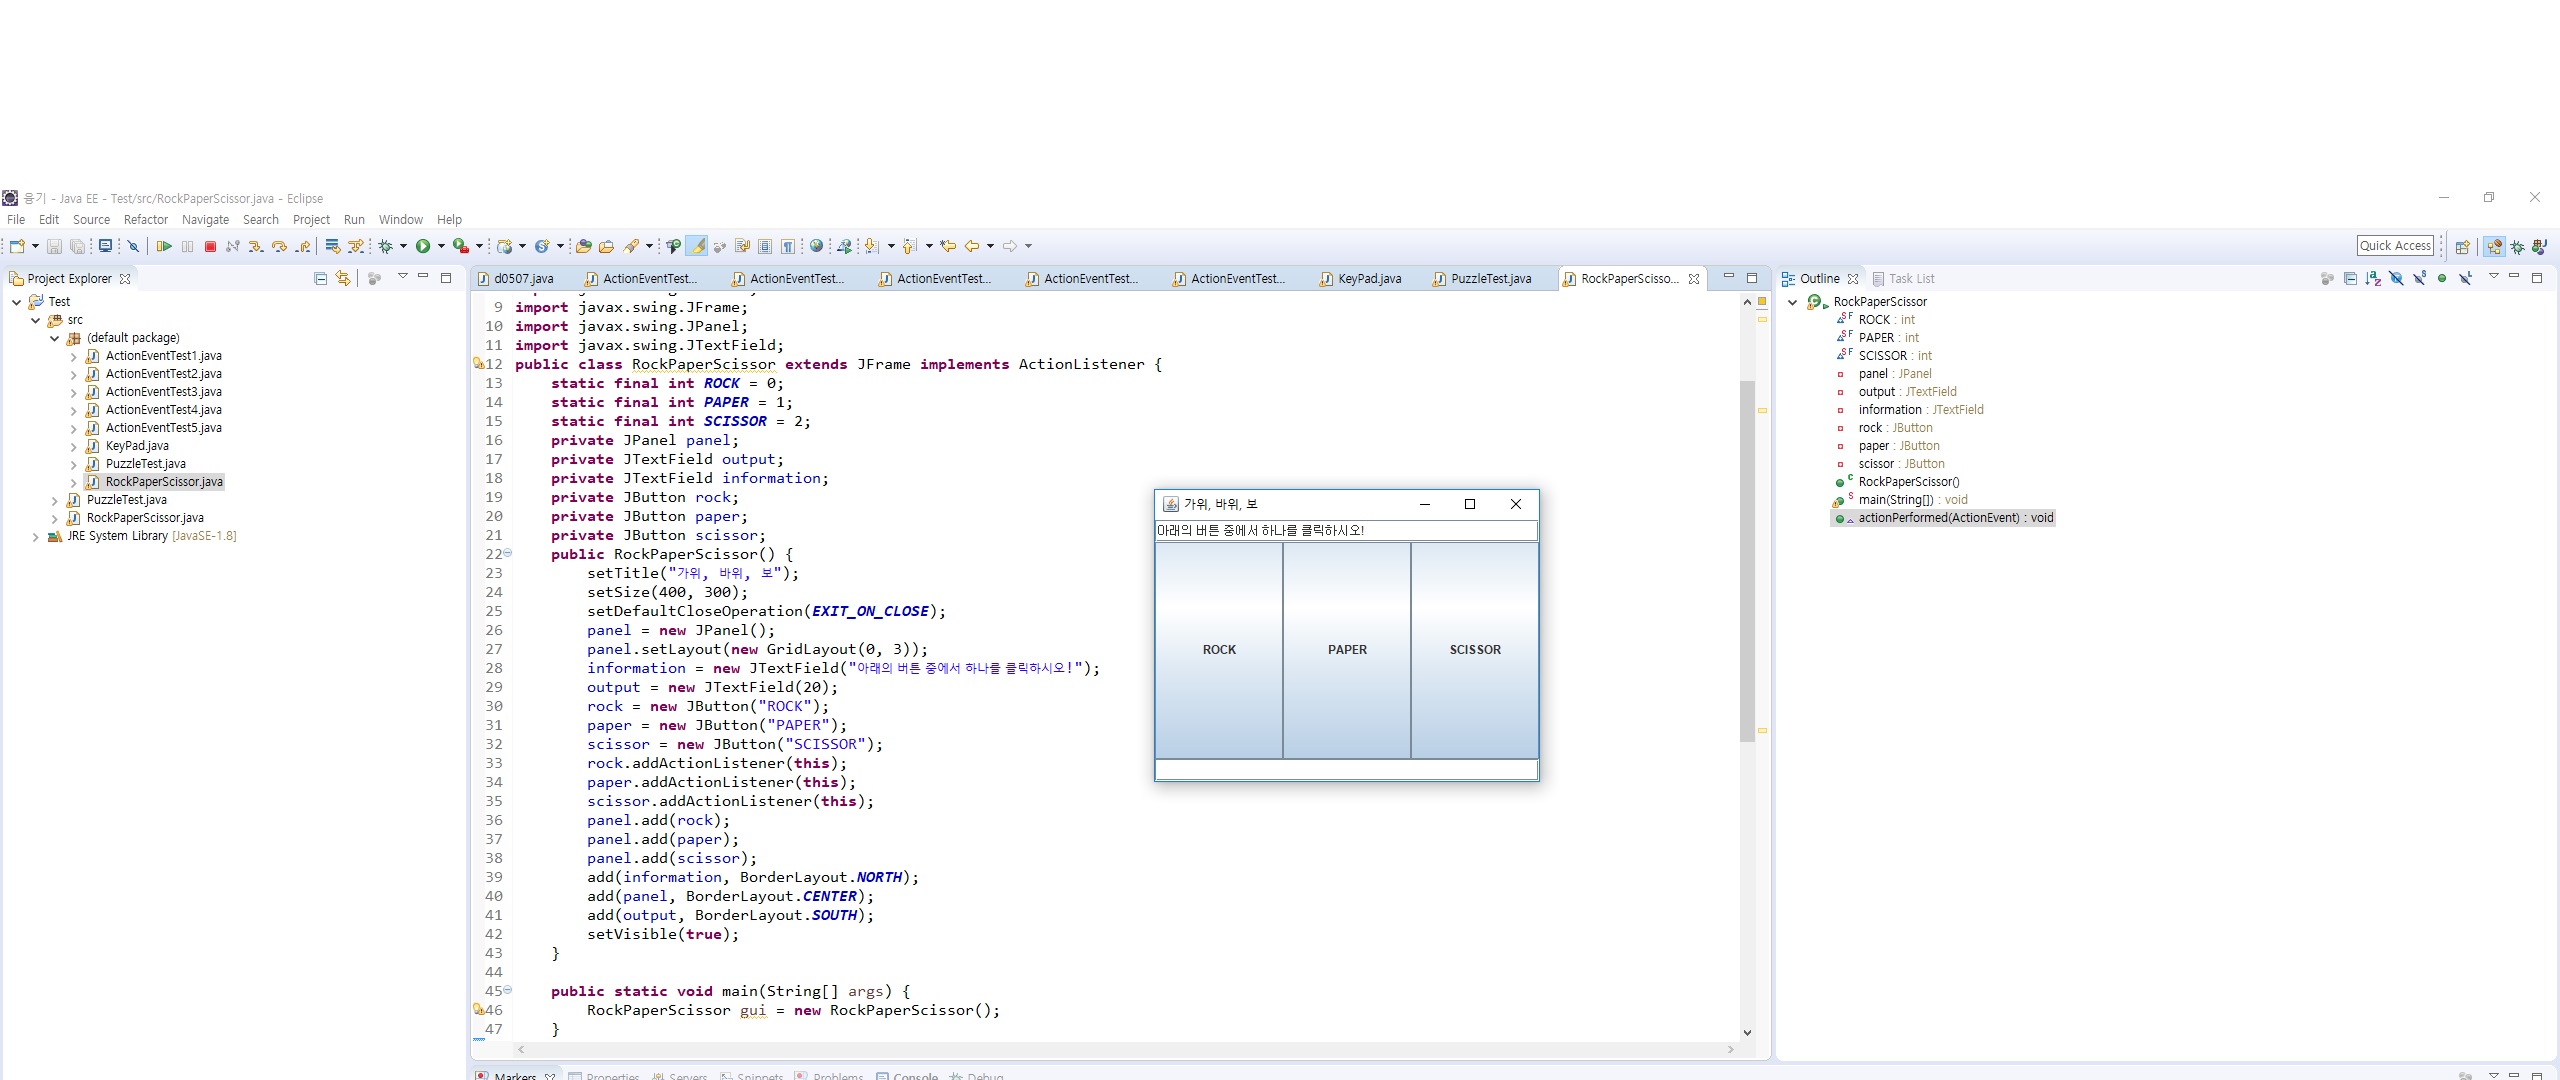 융기 - Java EE - Test/src/RockPaperScissor.java - Eclipse
File Edit Source Refactor Navigate Search Project Run Window Help
Quick Access
Project Explorer
Test
src
(default package)
ActionEventTest1.java
ActionEventTest2.java
ActionEventTest3.java
ActionEventTest4.java
ActionEventTest5.java
KeyPad.java
PuzzleTest.java
RockPaperScissor.java
PuzzleTest.java
RockPaperScissor.java
JRE System Library [JavaSE-1.8]
d0507.java ActionEventTest... ActionEventTest... ActionEventTest... ActionEventTest... ActionEventTest... KeyPad.java PuzzleTest.java RockPaperScisso...
9 import javax.swing.JFrame;
10 import javax.swing.JPanel;
11 import javax.swing.JTextField;
12 public class RockPaperScissor extends JFrame implements ActionListener {
13 static final int ROCK = 0;
14 static final int PAPER = 1;
15 static final int SCISSOR = 2;
16 private JPanel panel;
17 private JTextField output;
18 private JTextField information;
19 private JButton rock;
20 private JButton paper;
21 private JButton scissor;
22 public RockPaperScissor() {
23 setTitle("가위, 바위, 보");
24 setSize(400, 300);
25 setDefaultCloseOperation(EXIT_ON_CLOSE);
26 panel = new JPanel();
27 panel.setLayout(new GridLayout(0, 3));
28 information = new JTextField("아래의 버튼 중에서 하나를 클릭하시오!");
29 output = new JTextField(20);
30 rock = new JButton("ROCK");
31 paper = new JButton("PAPER");
32 scissor = new JButton("SCISSOR");
33 rock.addActionListener(this);
34 paper.addActionListener(this);
35 scissor.addActionListener(this);
36 panel.add(rock);
37 panel.add(paper);
38 panel.add(scissor);
39 add(information, BorderLayout.NORTH);
40 add(panel, BorderLayout.CENTER);
41 add(output, BorderLayout.SOUTH);
42 setVisible(true);
43 }
44
45 public static void main(String[] args) {
46 RockPaperScissor gui = new RockPaperScissor();
47 }
가위, 바위, 보
아래의 버튼 중에서 하나를 클릭하시오!
ROCK PAPER SCISSOR
Outline Task List
RockPaperScissor
ROCK : int
PAPER : int
SCISSOR : int
panel : JPanel
output : JTextField
information : JTextField
rock : JButton
paper : JButton
scissor : JButton
RockPaperScissor()
main(String[]) : void
actionPerformed(ActionEvent) : void
Markers Properties Servers Snippets Problems Console Debug